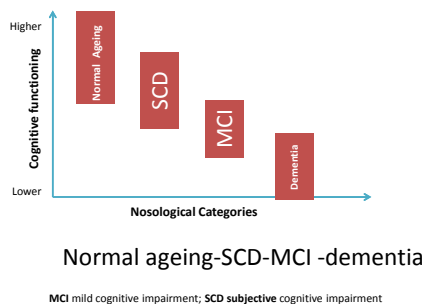 Higher
Normal Ageing
SCD
MCI
Dementia
Cognitive functioning
Lower
Nosological Categories
Normal ageing-SCD-MCI -dementia
MCI mild cognitive impairment; SCD subjective cognitive impairment